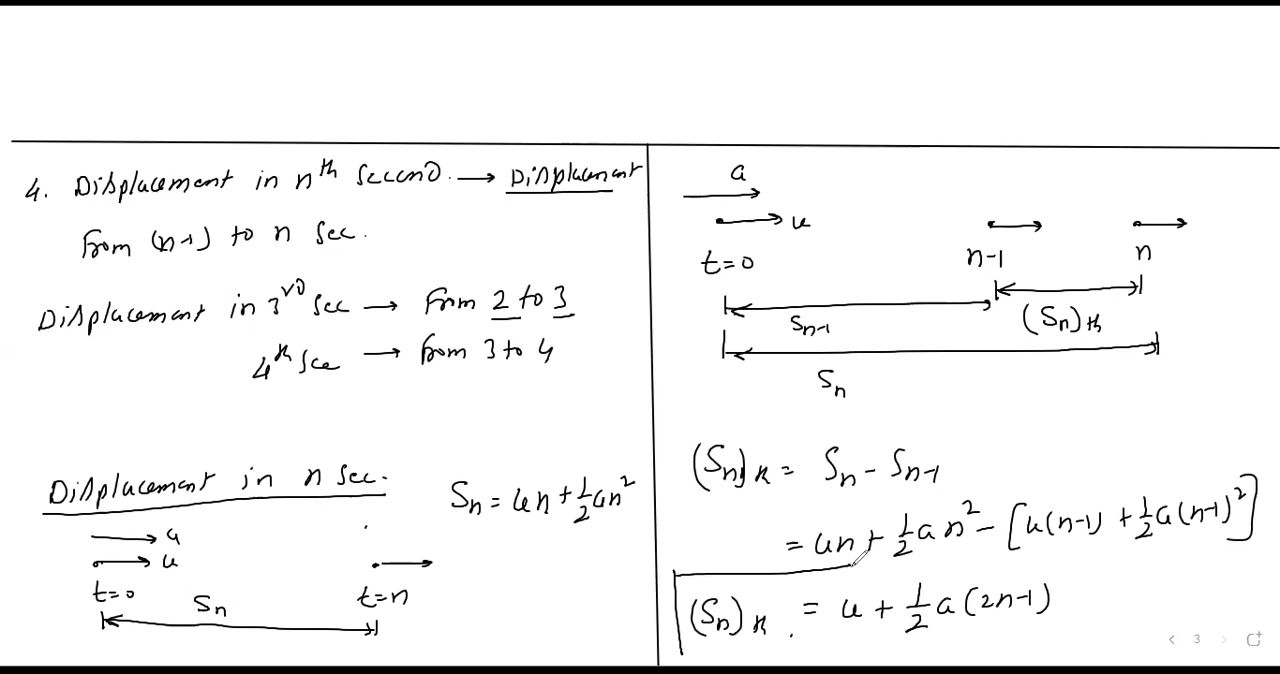 4. Displacement in nᵗʰ second. → Displacement
From (n-1) to n Sec.
Displacement in 3ʳᵈ Sec → From 2 to 3
4ᵗʰ Sec → From 3 to 4
Displacement in n Sec.
Sₙ = un + ½an²
a
u
t=0
Sₙ
t=n
a
u
t=0
n-1
n
Sₙ₋₁
(Sₙ)ₜₕ
Sₙ
(Sₙ)ₜₕ = Sₙ - Sₙ₋₁
= un + ½an² - [u(n-1) + ½a(n-1)²]
(Sₙ)ₜₕ = u + ½a(2n-1)
< 3 >